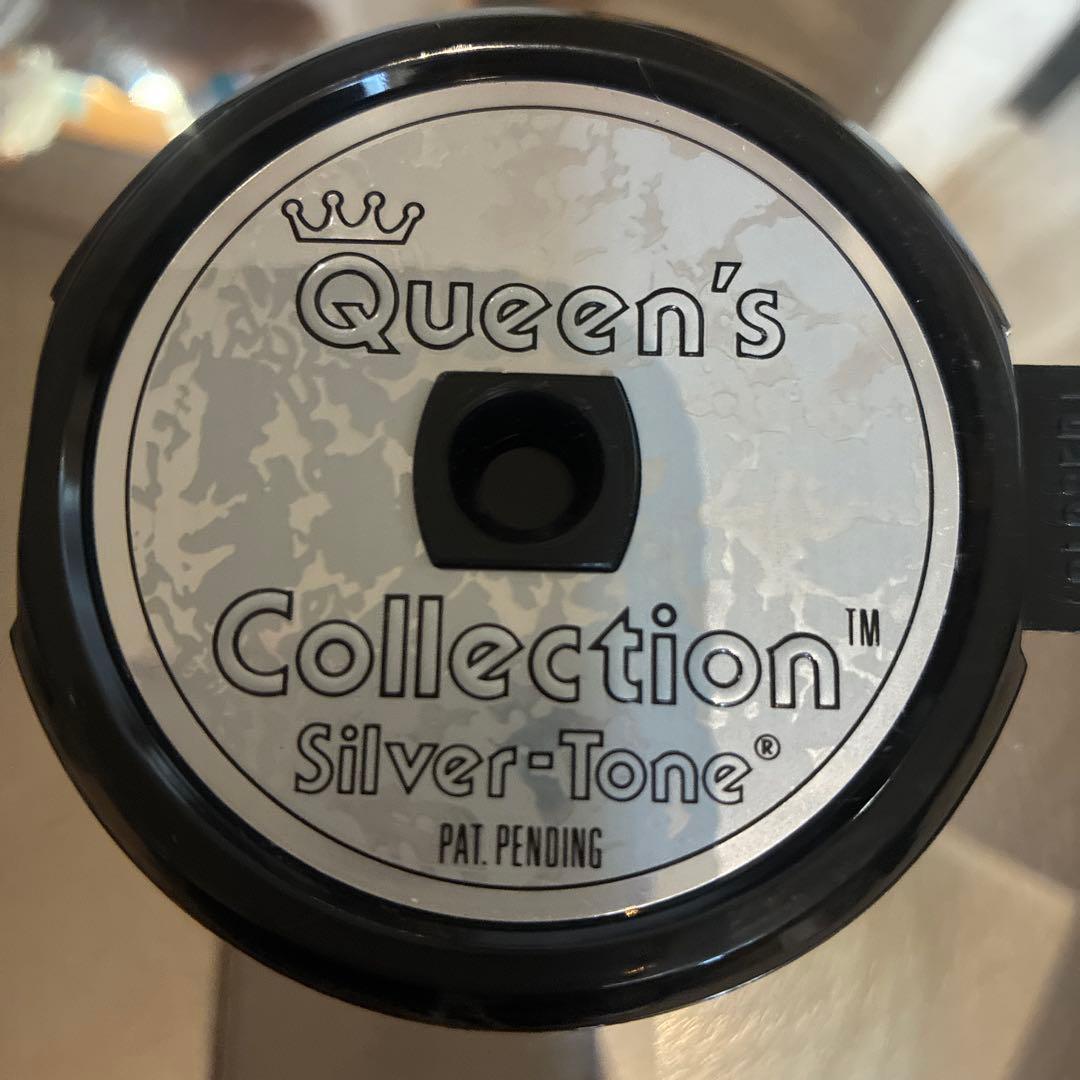 Queen's
Collection™
Silver-Tone®
PAT. PENDING